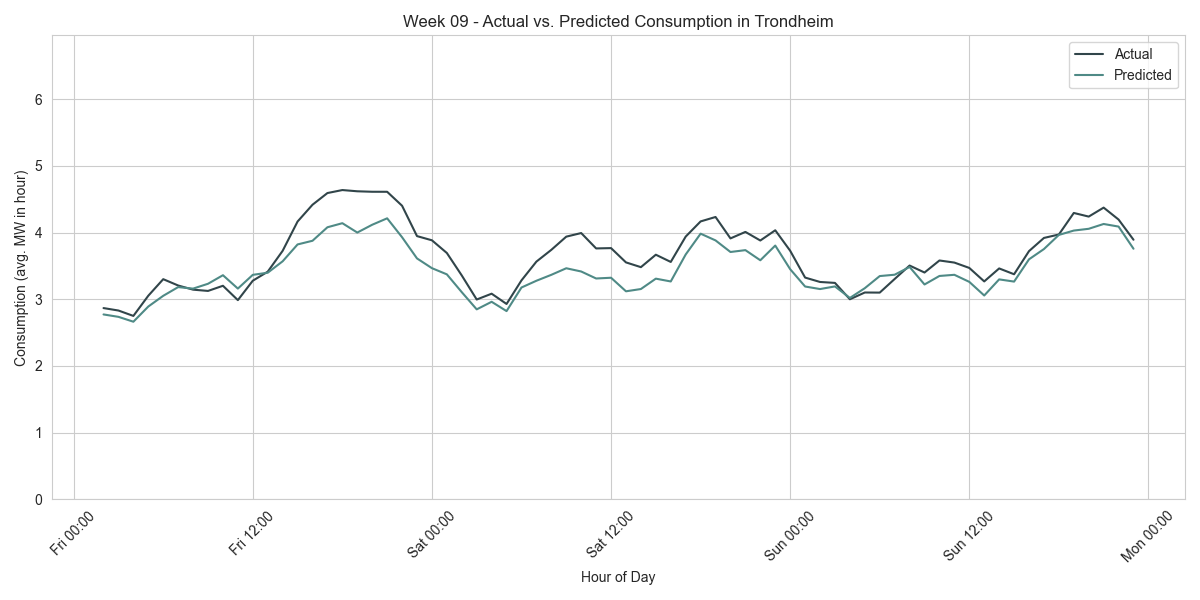 Week 09 - Actual vs. Predicted Consumption in Trondheim
Actual
Predicted
Consumption (avg. MW in hour)
6
5
4
3
2
1
0
Fri 00:00
Fri 12:00
Sat 00:00
Sat 12:00
Sun 00:00
Sun 12:00
Mon 00:00
Hour of Day